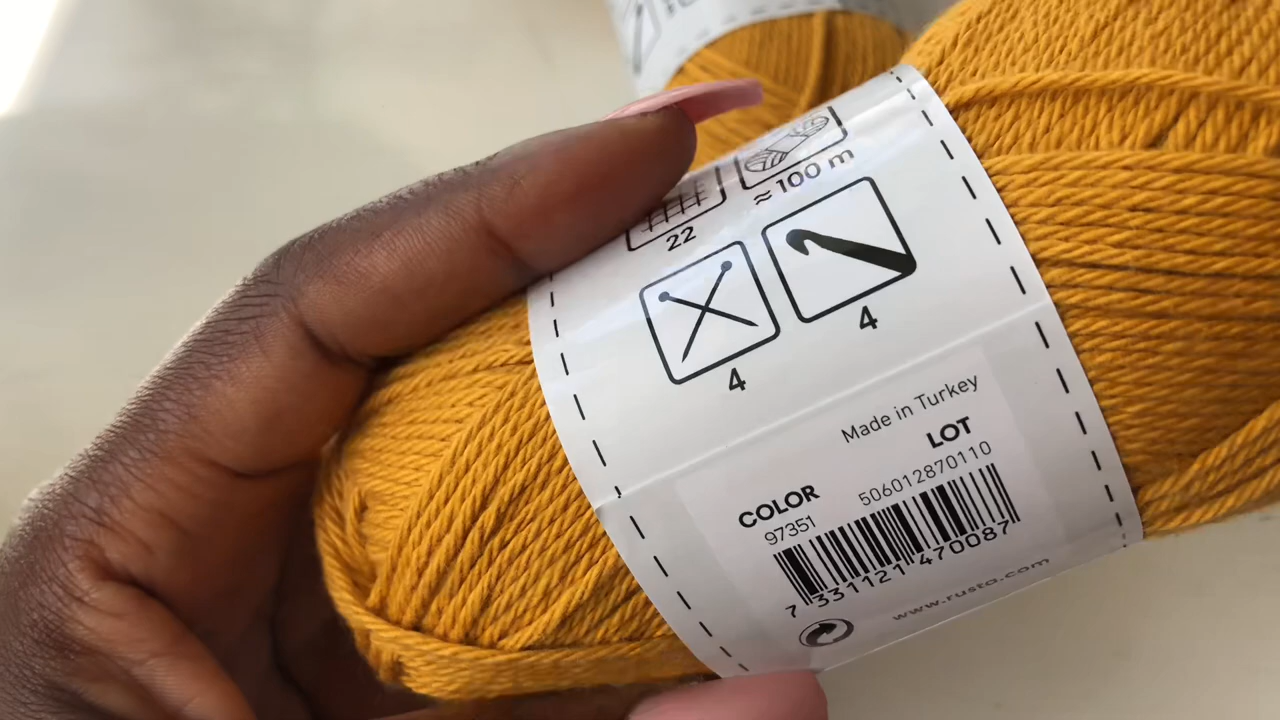 ≈ 100 m
22
4
4
Made in Turkey
LOT
506012870110
COLOR
97351
7 331121 470087
www.rusta.com